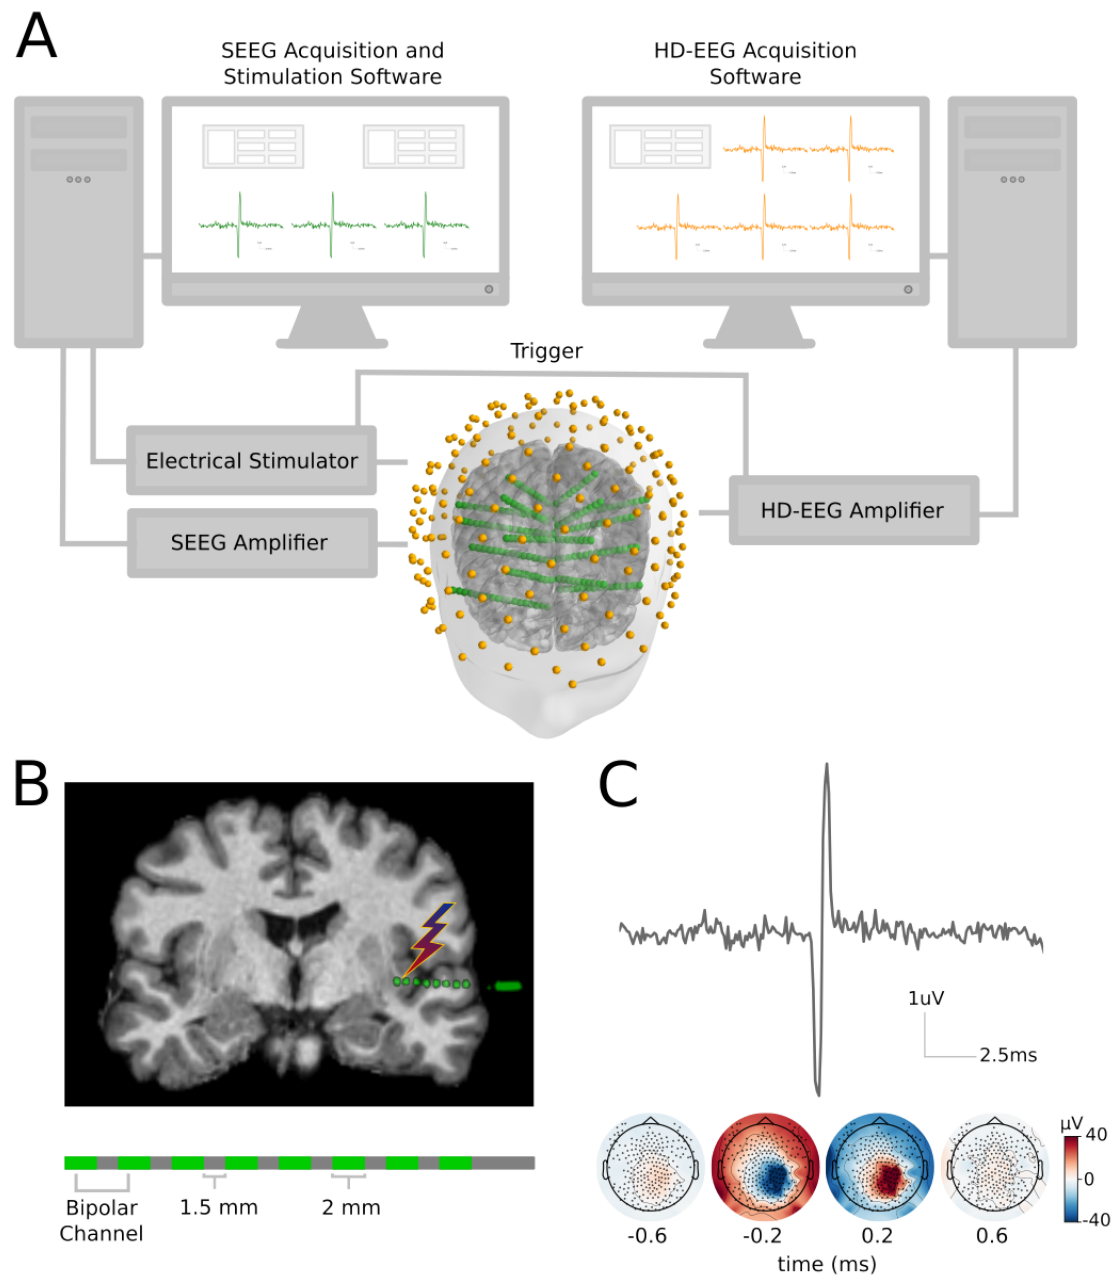 A
SEEG Acquisition and
Stimulation Software
HD-EEG Acquisition
Software
Trigger
Electrical Stimulator
SEEG Amplifier
HD-EEG Amplifier
B
Bipolar
Channel
1.5 mm
2 mm
C
1uV
2.5ms
µV
40
0
-40
-0.6
-0.2
0.2
0.6
time (ms)